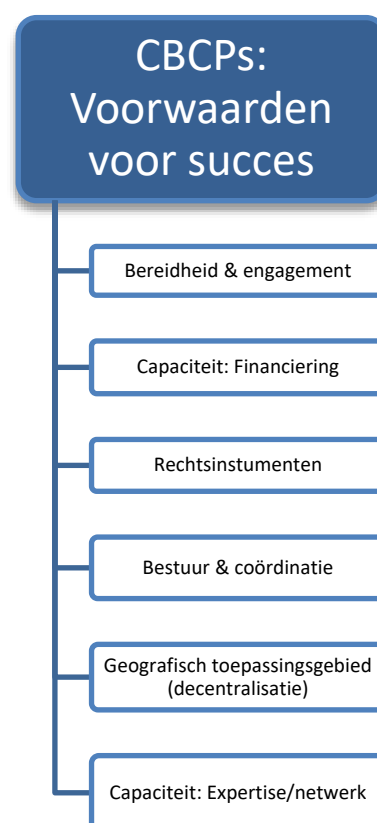 CBCPs:
Voorwaarden
voor succes
Bereidheid & engagement
Capaciteit: Financiering
Rechtsinstumenten
Bestuur & coördinatie
Geografisch toepassingsgebied
(decentralisatie)
Capaciteit: Expertise/netwerk